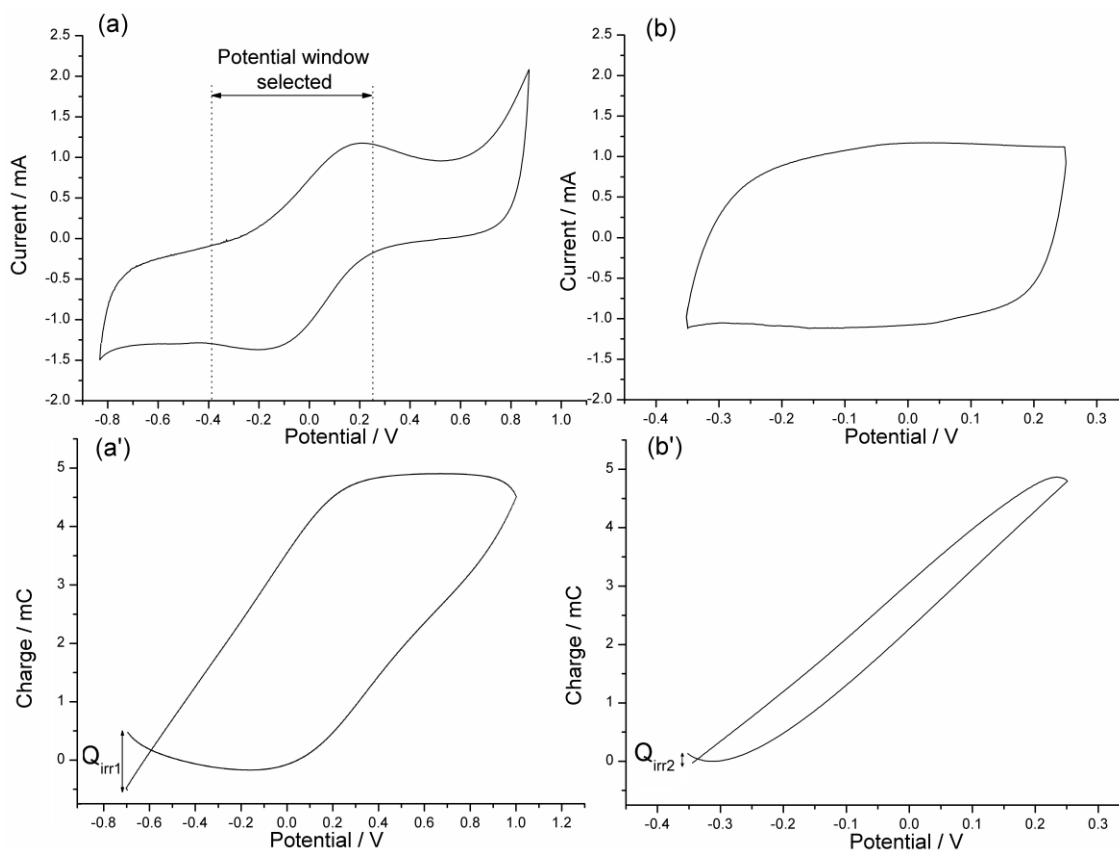 (a)
Potential window
selected
Current / mA
2.5
2.0
1.5
1.0
0.5
0.0
-0.5
-1.0
-1.5
-2.0
-0.8 -0.6 -0.4 -0.2 0.0 0.2 0.4 0.6 0.8 1.0
Potential / V
(b)
Current / mA
2.5
2.0
1.5
1.0
0.5
0.0
-0.5
-1.0
-1.5
-2.0
-0.4 -0.3 -0.2 -0.1 0.0 0.1 0.2 0.3
Potential / V
(a')
Charge / mC
5
4
3
2
1
0
Qirr1
-0.8 -0.6 -0.4 -0.2 0.0 0.2 0.4 0.6 0.8 1.0 1.2
Potential / V
(b')
Charge / mC
5
4
3
2
1
0
Qirr2
-0.4 -0.3 -0.2 -0.1 0.0 0.1 0.2 0.3
Potential / V